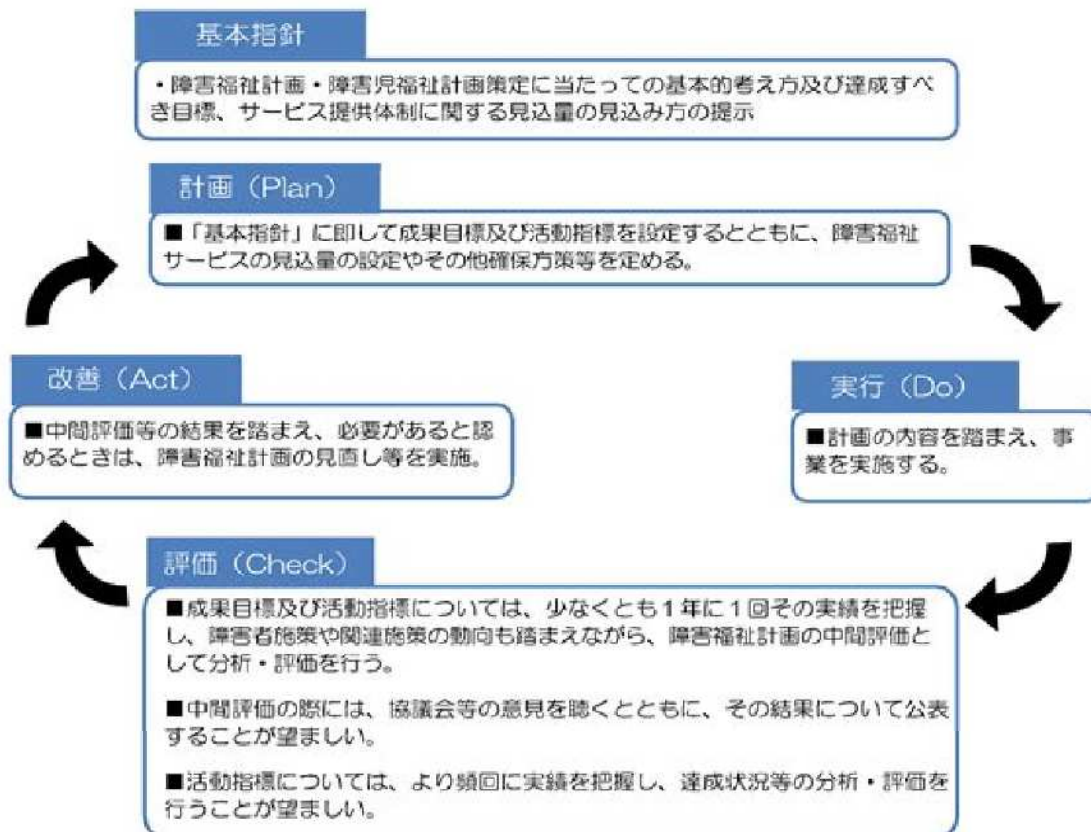 基本指針
・障害福祉計画・障害児福祉計画策定に当たっての基本的考え方及び達成すべ
き目標、サービス提供体制に関する見込量の見込み方の提示
計画（Plan）
■「基本指針」に即して成果目標及び活動指標を設定するとともに、障害福祉
サービスの見込量の設定やその他確保方策等を定める。
改善（Act）
■中間評価等の結果を踏まえ、必要があると認
めるときは、障害福祉計画の見直し等を実施。
実行（Do）
■計画の内容を踏まえ、事
業を実施する。
評価（Check）
■成果目標及び活動指標については、少なくとも１年に１回その実績を把握
し、障害者施策や関連施策の動向も踏まえながら、障害福祉計画の中間評価と
して分析・評価を行う。
■中間評価の際には、協議会等の意見を聴くとともに、その結果について公表
することが望ましい。
■活動指標については、より頻回に実績を把握し、達成状況等の分析・評価を
行うことが望ましい。